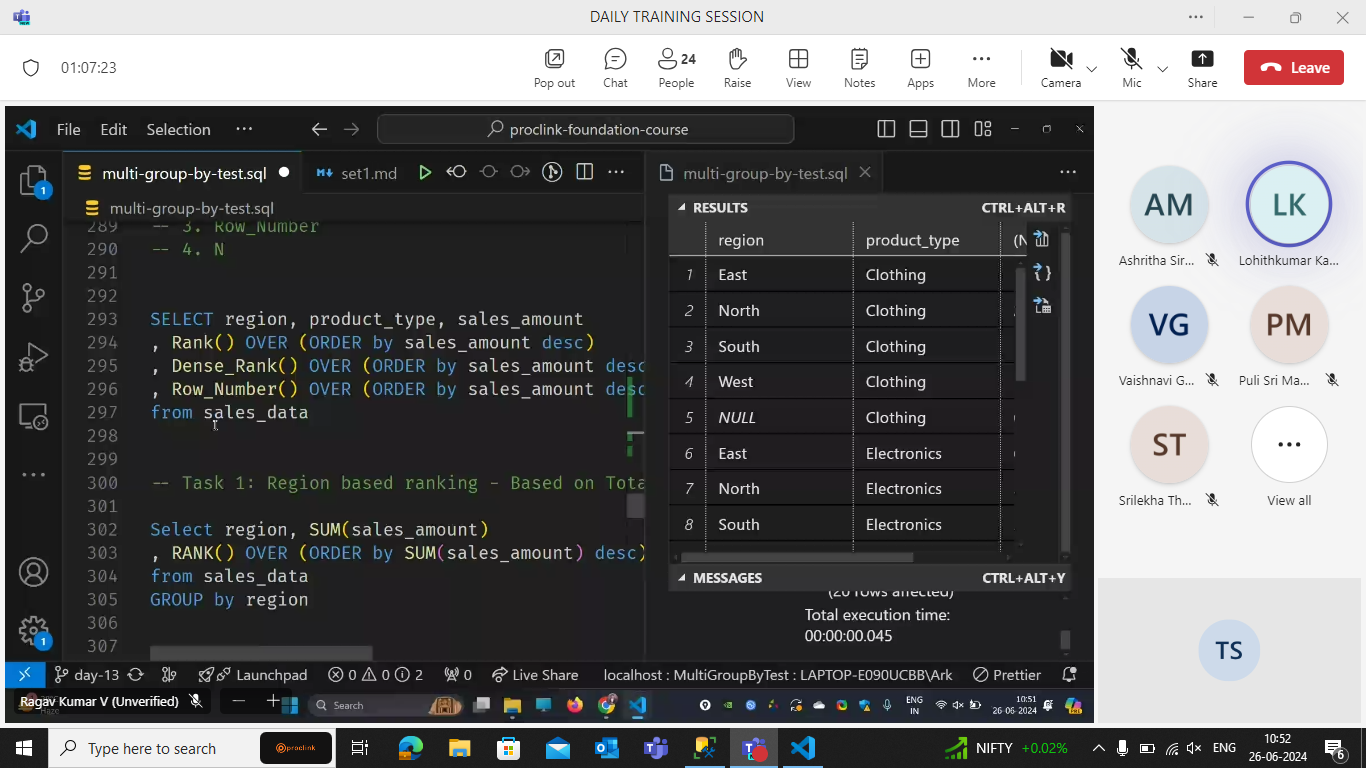 DAILY TRAINING SESSION
01:07:23
Pop out
Chat
24
People
Raise
View
Notes
Apps
More
Camera
Mic
Share
Leave
File Edit Selection
proclink-foundation-course
1
multi-group-by-test.sql
set1.md
multi-group-by-test.sql
289 -- 3. Row_Number
290 -- 4. N
291
292
293 SELECT region, product_type, sales_amount
294 , Rank() OVER (ORDER by sales_amount desc)
295 , Dense_Rank() OVER (ORDER by sales_amount desc
296 , Row_Number() OVER (ORDER by sales_amount desc
297 from sales_data
298
299
300 -- Task 1: Region based ranking - Based on Tota
301
302 Select region, SUM(sales_amount)
303 , RANK() OVER (ORDER by SUM(sales_amount) desc)
304 from sales_data
305 GROUP by region
306
307
1
multi-group-by-test.sql
RESULTS CTRL+ALT+R
region product_type (N
1 East Clothing
2 North Clothing
3 South Clothing
4 West Clothing
5 NULL Clothing
6 East Electronics
7 North Electronics
8 South Electronics
MESSAGES CTRL+ALT+Y
(20 rows affected)
Total execution time:
00:00:00.045
day-13 Launchpad 0 0 2 0 Live Share localhost : MultiGroupByTest : LAPTOP-E090UCBB\Ark Prettier
Ragav Kumar V (Unverified)
Search
ENG
IN
10:51
26-06-2024
AM
Ashritha Sir...
LK
Lohithkumar Ka...
VG
Vaishnavi G...
PM
Puli Sri Ma...
ST
Srilekha Th...
View all
TS
Type here to search
proclink
NIFTY +0.02%
ENG
10:52
26-06-2024
6